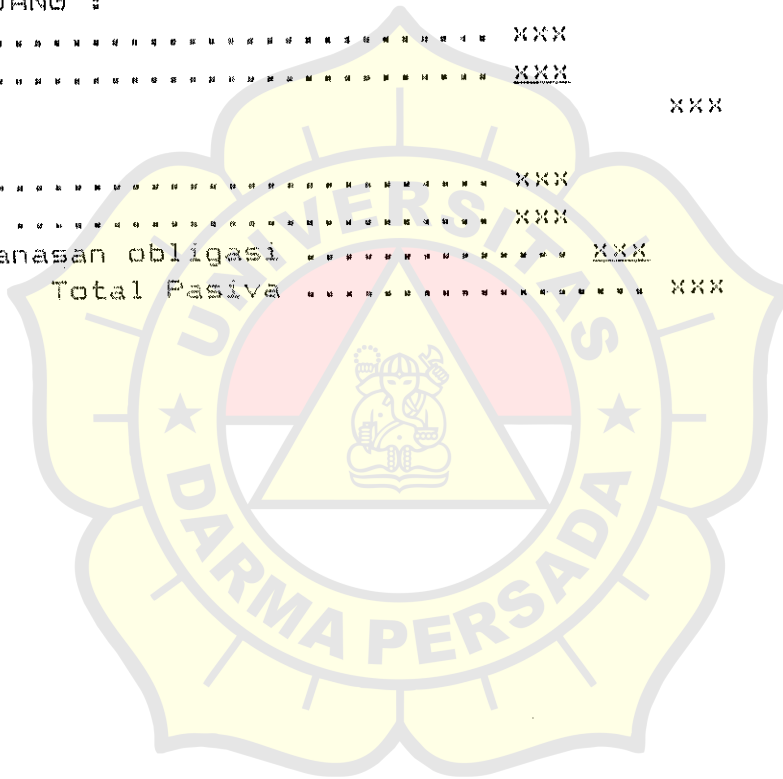 JANG :
.................................... XXX
.................................... XXX
XXX
.................................... XXX
.................................... XXX
anasan obligasi .............. XXX
Total Pasiva .................. XXX
UNIVERSITAS
DARMA PERSADA